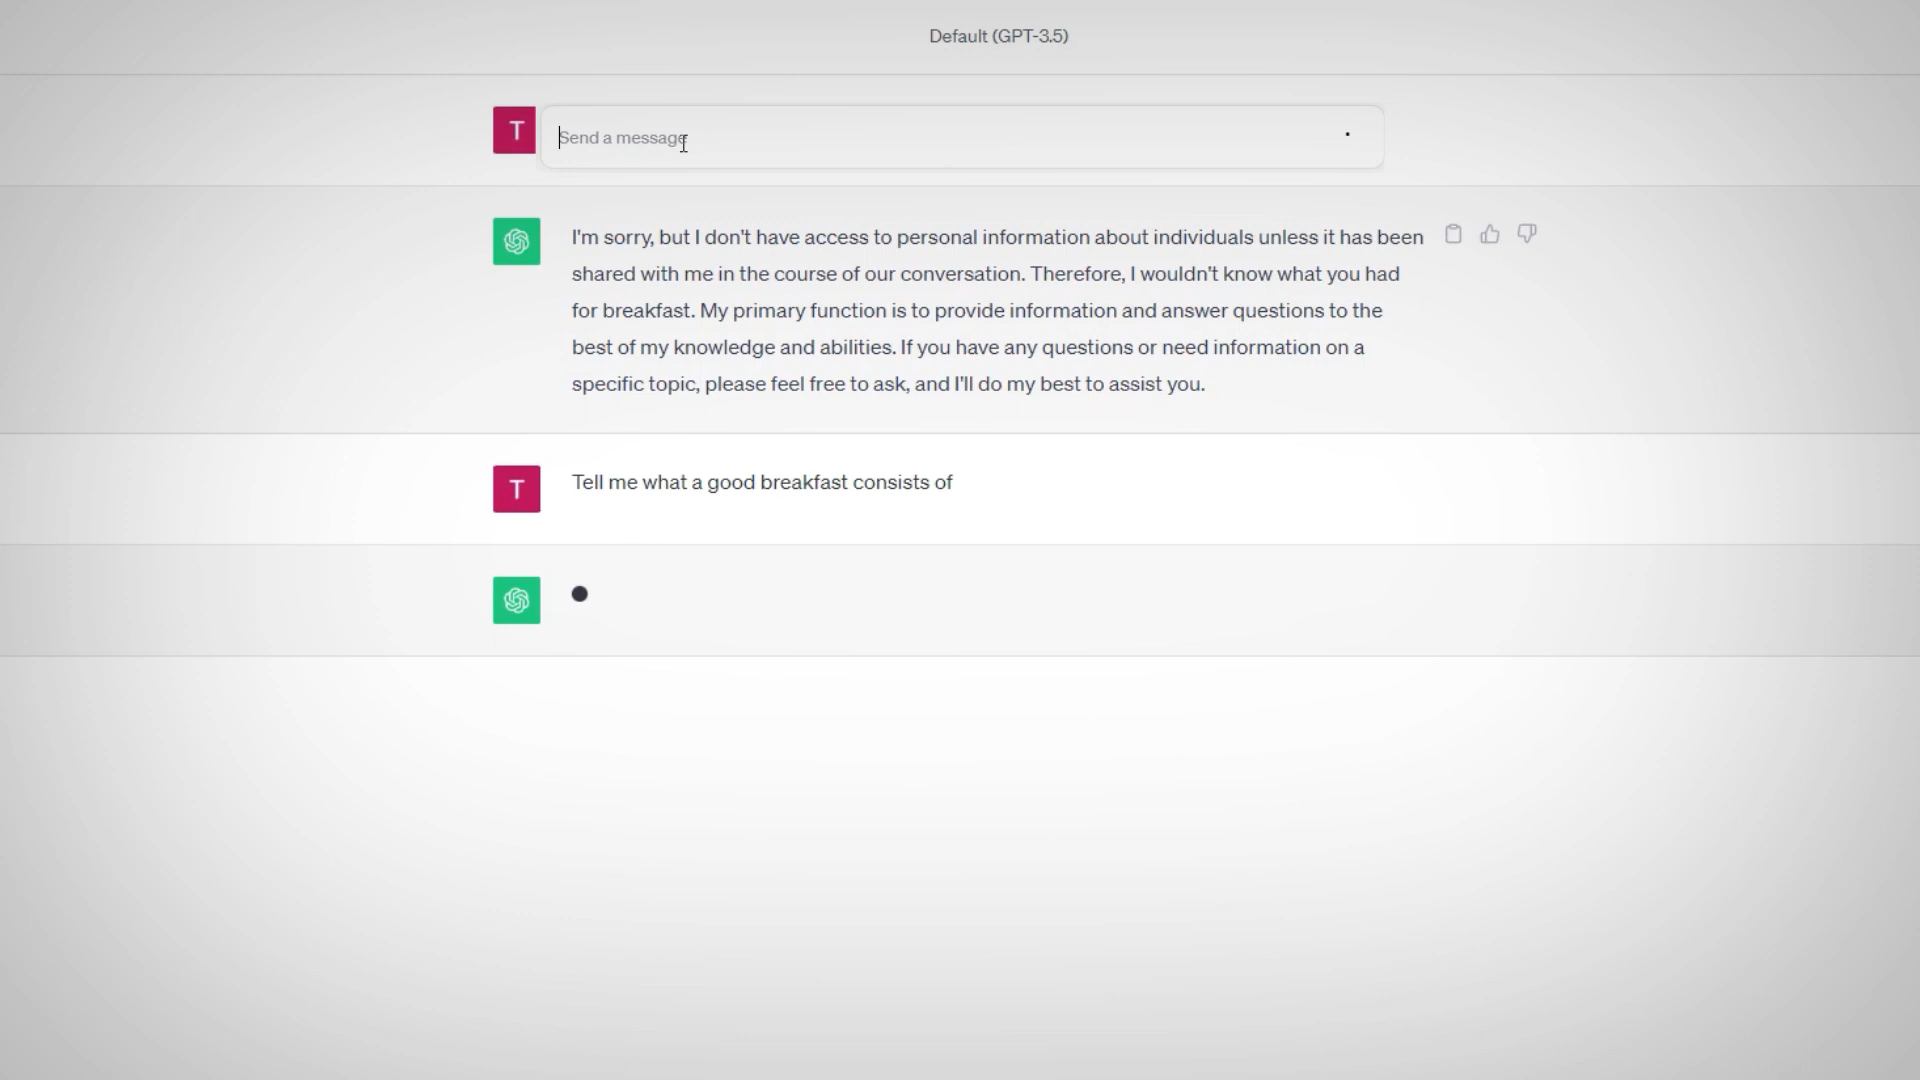 Default (GPT-3.5)
T
Send a message
I'm sorry, but I don't have access to personal information about individuals unless it has been
shared with me in the course of our conversation. Therefore, I wouldn't know what you had
for breakfast. My primary function is to provide information and answer questions to the
best of my knowledge and abilities. If you have any questions or need information on a
specific topic, please feel free to ask, and I'll do my best to assist you.
T
Tell me what a good breakfast consists of